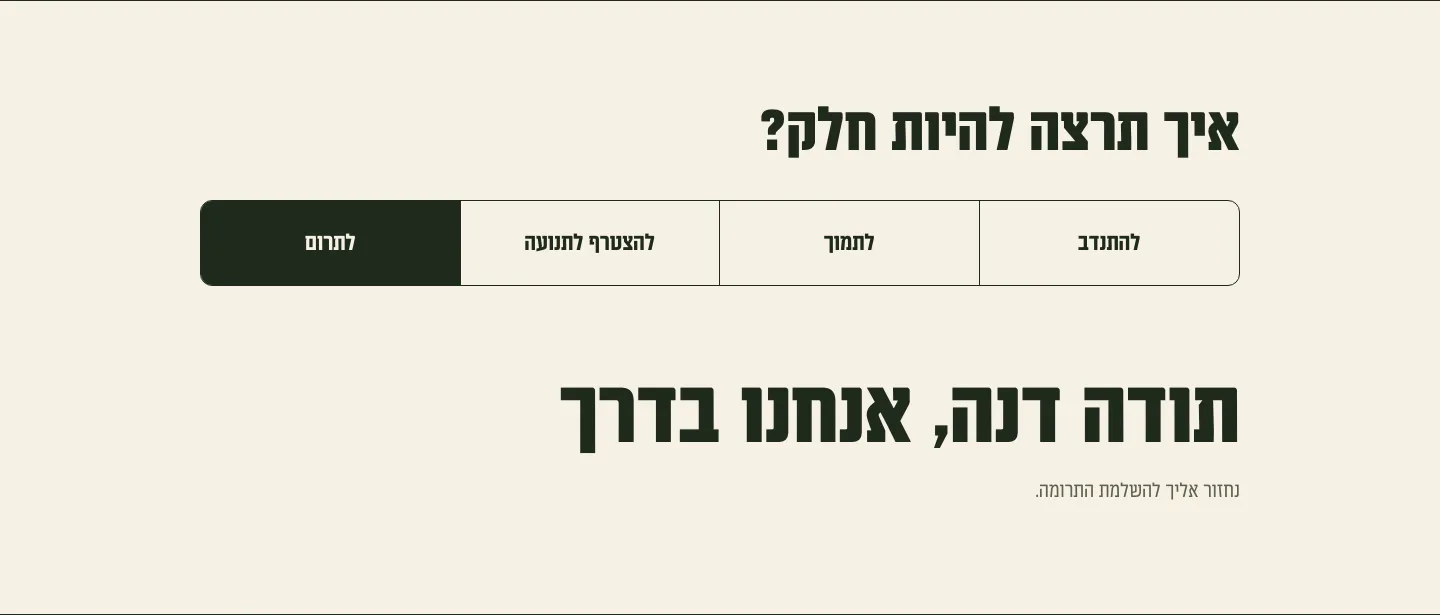 איך תרצה להיות חלק?
להתנדב
לתמוך
להצטרף לתנועה
לתרום
תודה דנה, אנחנו בדרך
נחזור אליך להשלמת התרומה.